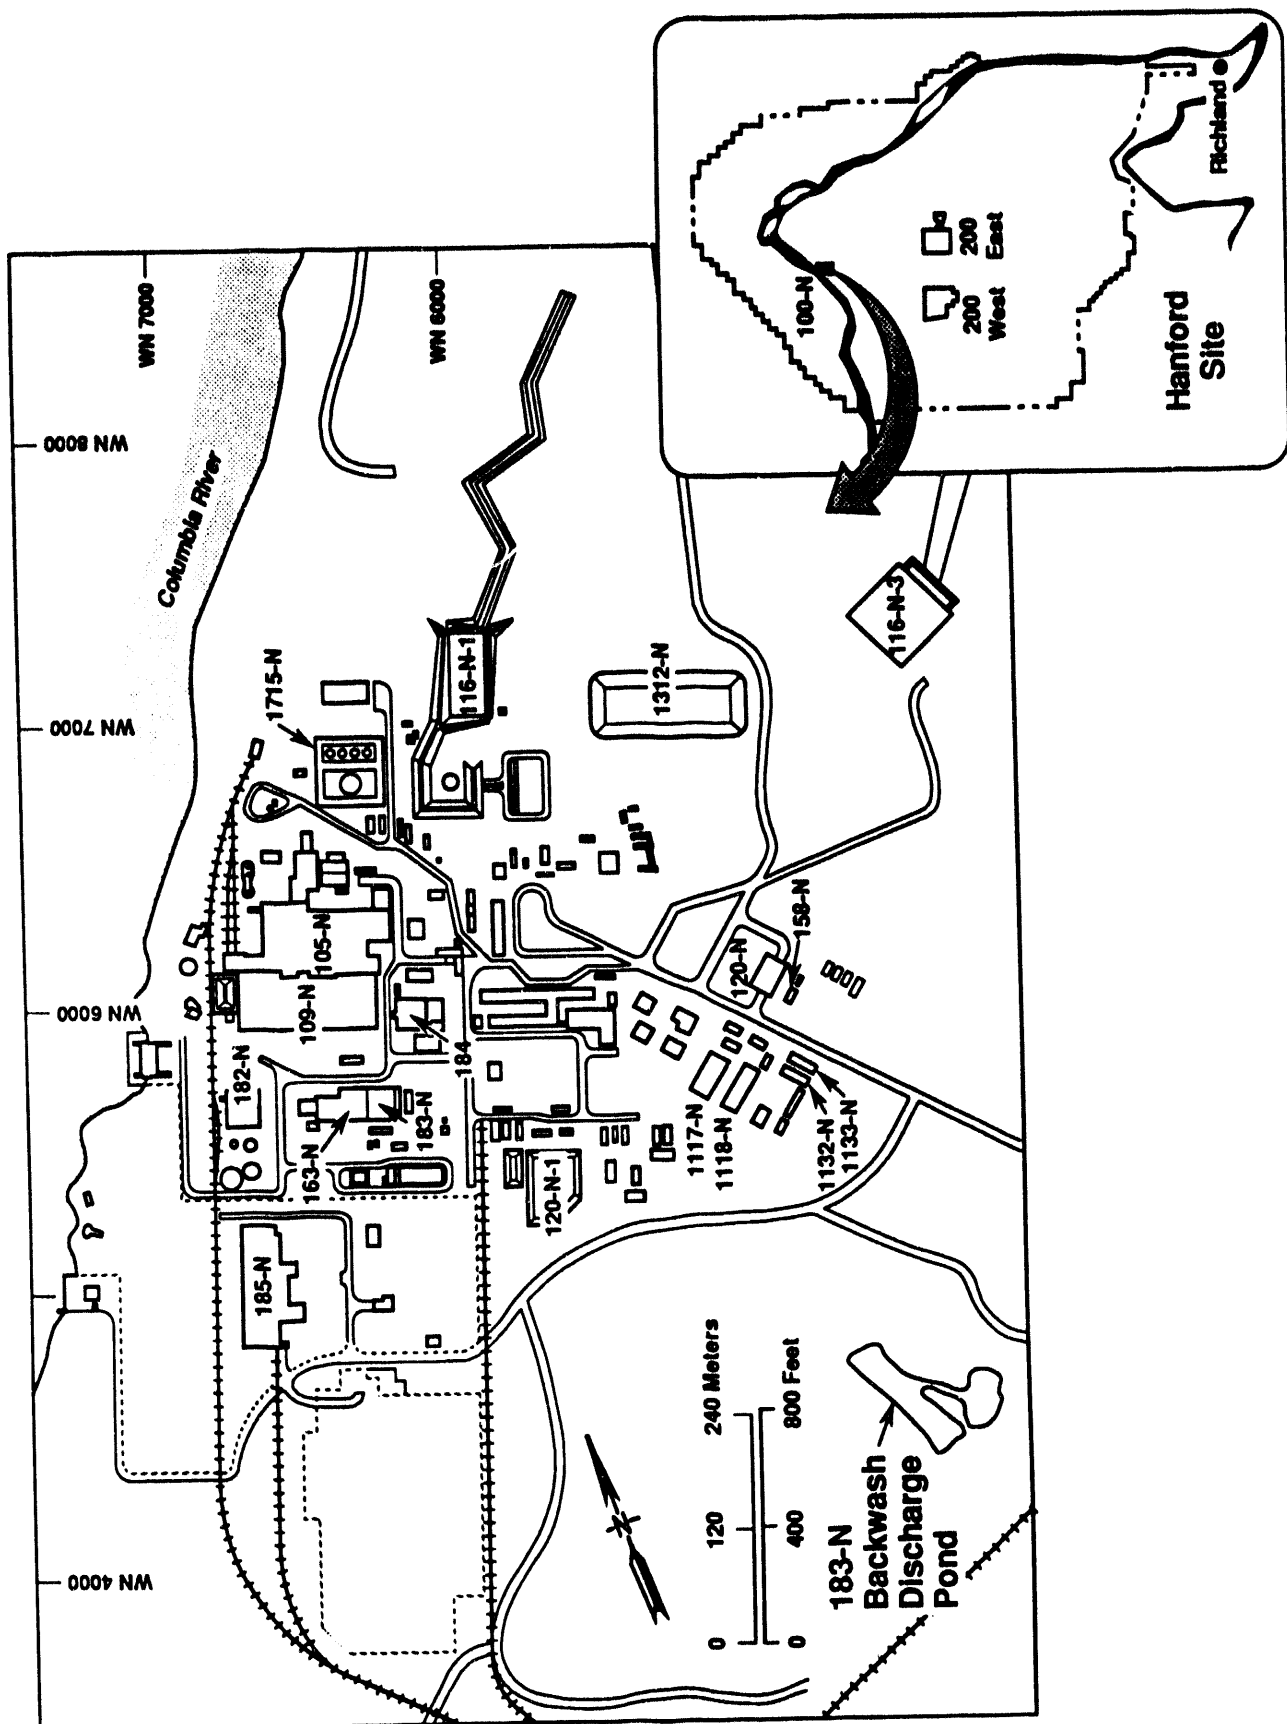 WN 4000
WN 6000
WN 7000
WN 8000
WN 7000
WN 6000
Columbia River
185-N
182-N
163-N
183-N
109-N
105-N
184
1715-N
116-N-1
120-N-1
1312-N
1117-N
1118-N
1132-N
1133-N
120-N
158-N
116-N-3
N
0 120 240 Meters
0 400 800 Feet
183-N
Backwash
Discharge
Pond
100-N
200
West
200
East
Richland
Hanford
Site